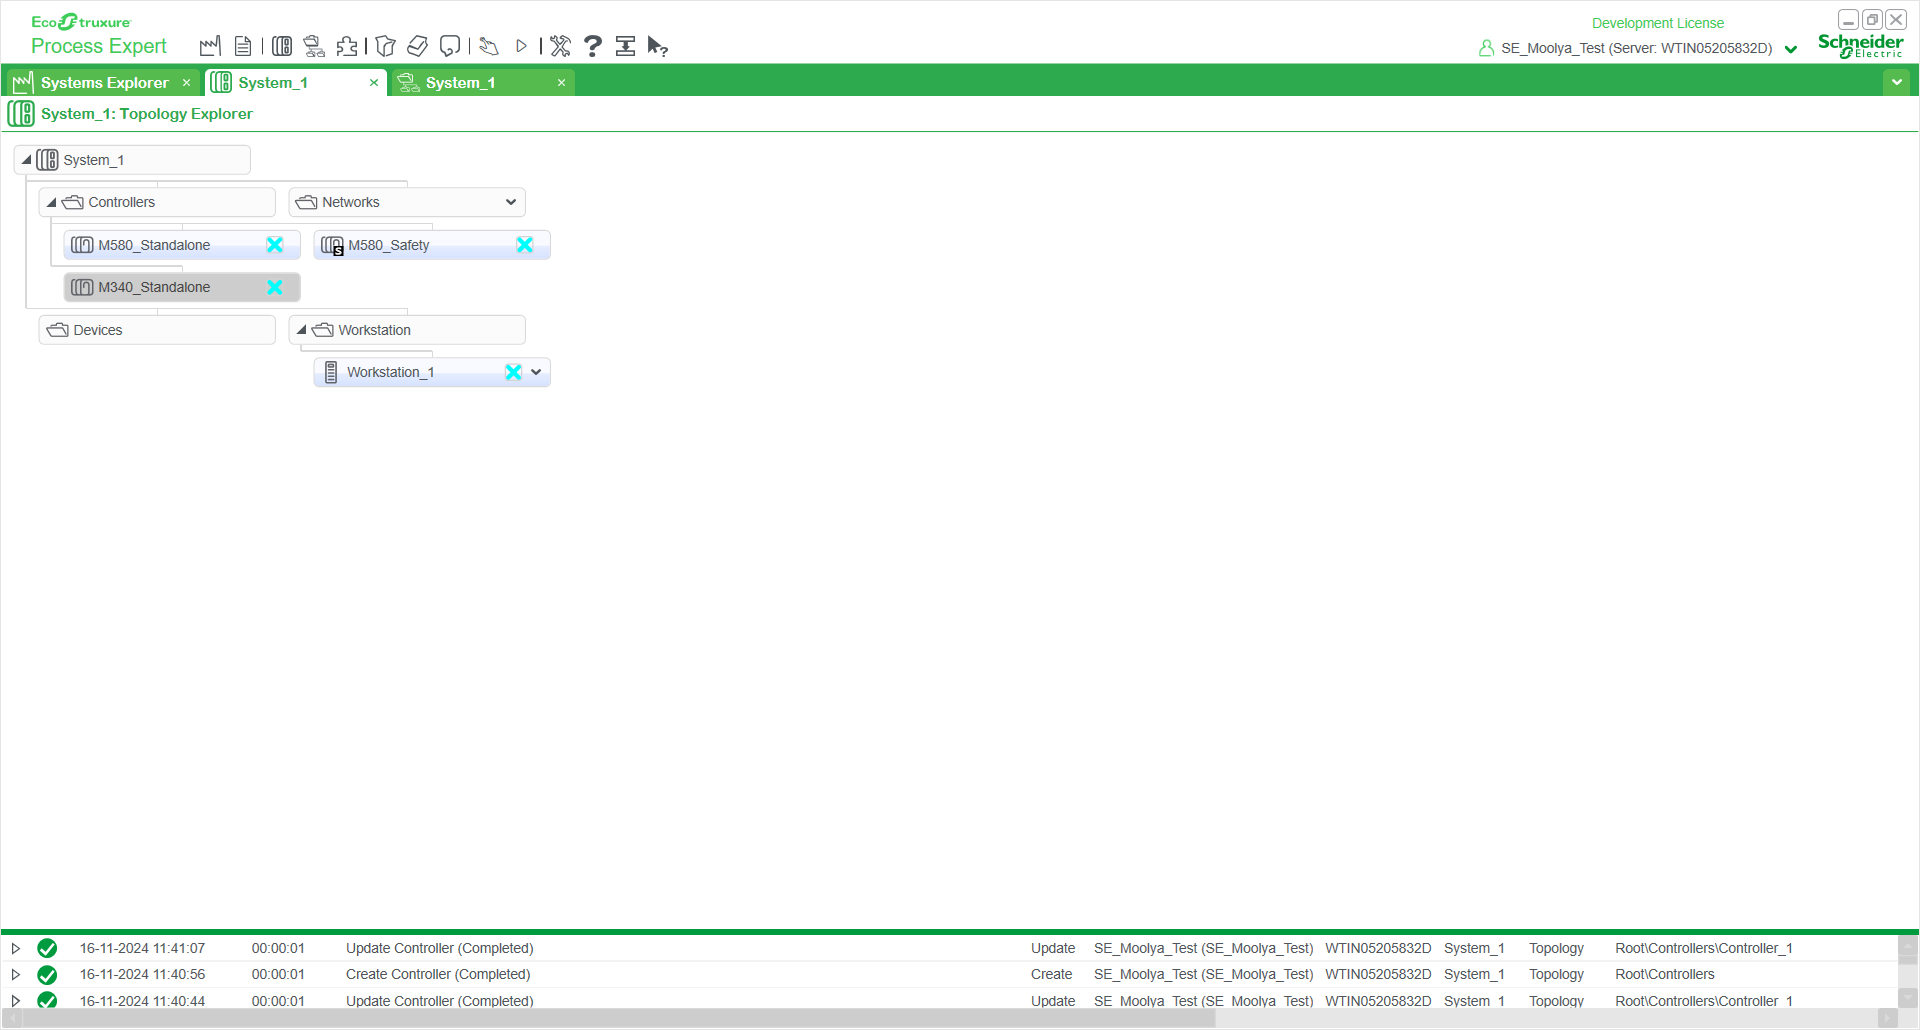 EcoStruxure
Process Expert
Development License
SE_Moolya_Test (Server: WTIN05205832D)
Schneider
Electric
Systems Explorer
System_1
System_1
System_1: Topology Explorer
System_1
Controllers
Networks
M580_Standalone
S
M580_Safety
M340_Standalone
Devices
Workstation
Workstation_1
16-11-2024 11:41:07 00:00:01 Update Controller (Completed) Update SE_Moolya_Test (SE_Moolya_Test) WTIN05205832D System_1 Topology Root\Controllers\Controller_1
16-11-2024 11:40:56 00:00:01 Create Controller (Completed) Create SE_Moolya_Test (SE_Moolya_Test) WTIN05205832D System_1 Topology Root\Controllers
16-11-2024 11:40:44 00:00:01 Update Controller (Completed) Update SE_Moolya_Test (SE_Moolya_Test) WTIN05205832D System_1 Topology Root\Controllers\Controller_1